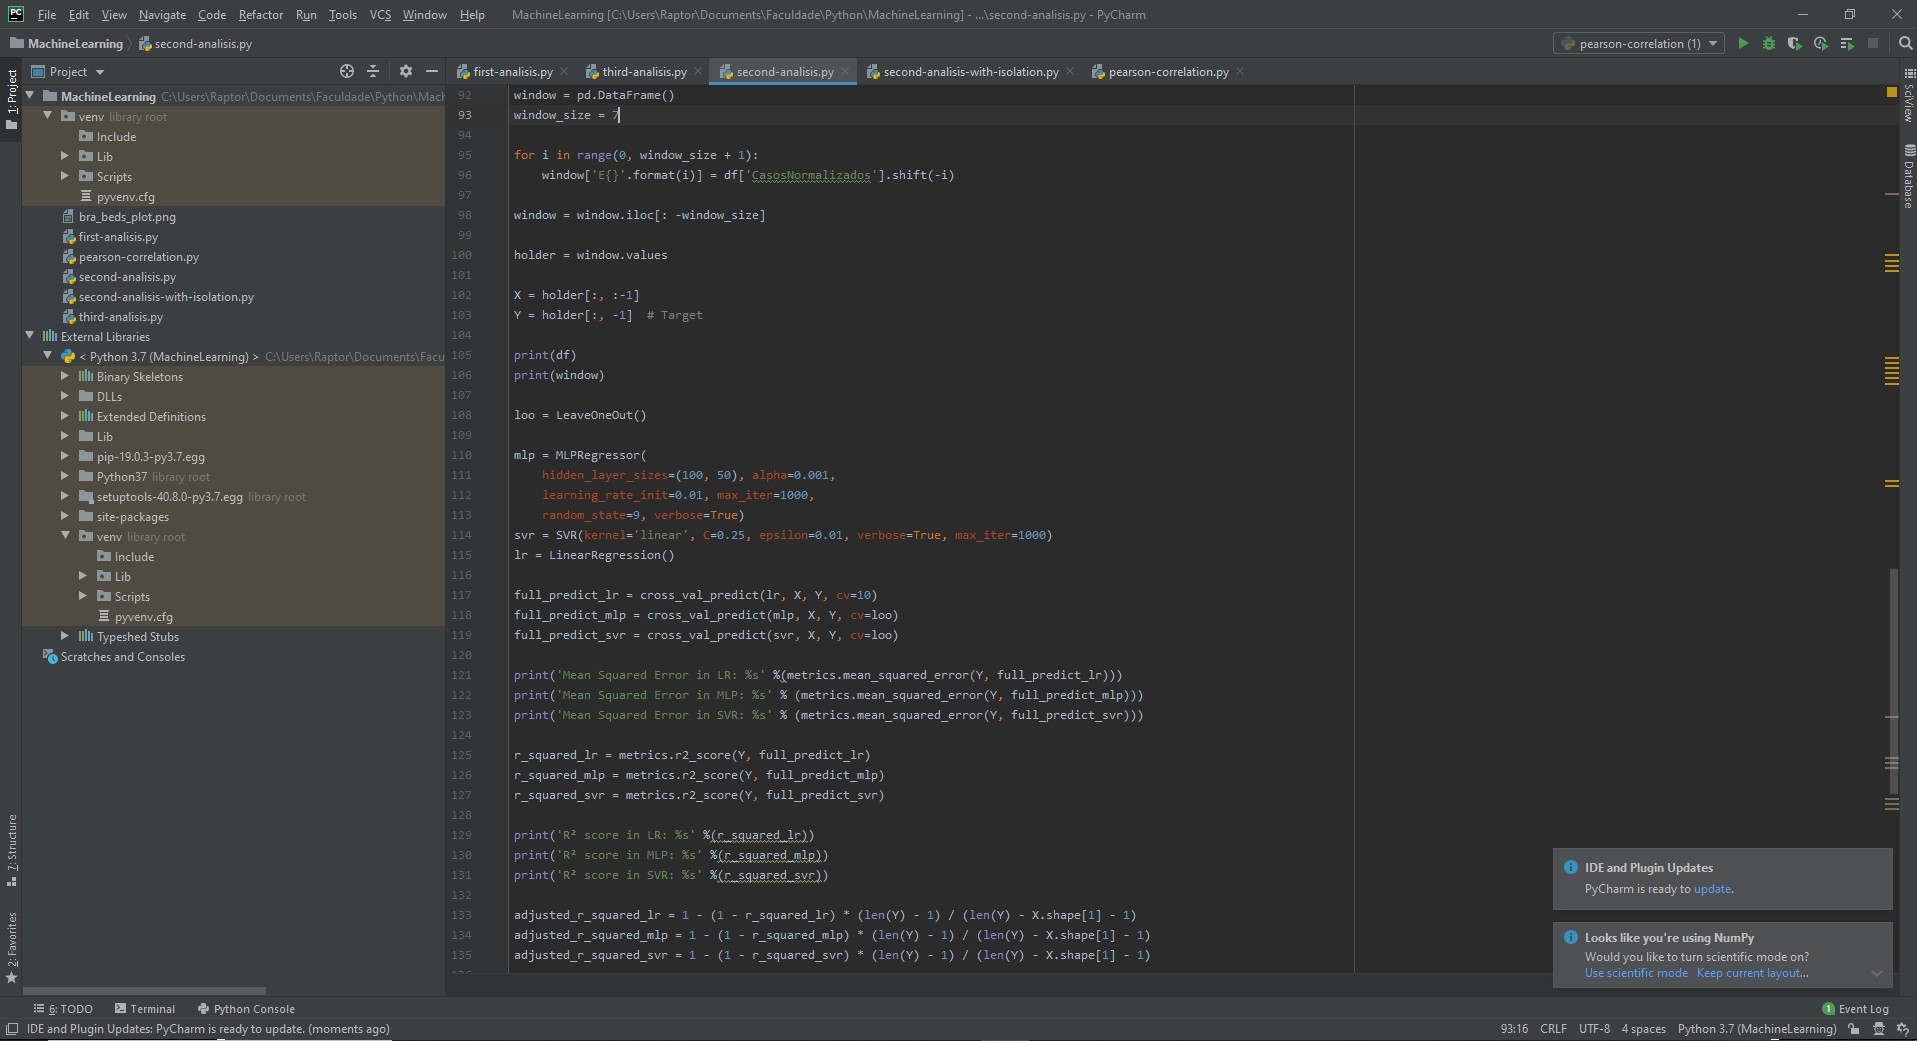 PC File Edit View Navigate Code Refactor Run Tools VCS Window Help MachineLearning [C:\Users\Raptor\Documents\Faculdade\Python\MachineLearning] - ...\second-analisis.py - PyCharm
MachineLearning second-analisis.py pearson-correlation (1)
1: Project
Project
first-analisis.py third-analisis.py second-analisis.py second-analisis-with-isolation.py pearson-correlation.py
MachineLearning C:\Users\Raptor\Documents\Faculdade\Python\Mach
venv library root
Include
Lib
Scripts
pyvenv.cfg
bra_beds_plot.png
first-analisis.py
pearson-correlation.py
second-analisis.py
second-analisis-with-isolation.py
third-analisis.py
External Libraries
< Python 3.7 (MachineLearning) > C:\Users\Raptor\Documents\Facu
Binary Skeletons
DLLs
Extended Definitions
Lib
pip-19.0.3-py3.7.egg
Python37 library root
setuptools-40.8.0-py3.7.egg library root
site-packages
venv library root
Include
Lib
Scripts
pyvenv.cfg
Typeshed Stubs
Scratches and Consoles
7: Structure
2: Favorites
92 window = pd.DataFrame()
93 window_size = 7
94
95 for i in range(0, window_size + 1):
96 window['E{}'.format(i)] = df['CasosNormalizados'].shift(-i)
97
98 window = window.iloc[: -window_size]
99
100 holder = window.values
101
102 X = holder[:, :-1]
103 Y = holder[:, -1] # Target
104
105 print(df)
106 print(window)
107
108 loo = LeaveOneOut()
109
110 mlp = MLPRegressor(
111 hidden_layer_sizes=(100, 50), alpha=0.001,
112 learning_rate_init=0.01, max_iter=1000,
113 random_state=9, verbose=True)
114 svr = SVR(kernel='linear', C=0.25, epsilon=0.01, verbose=True, max_iter=1000)
115 lr = LinearRegression()
116
117 full_predict_lr = cross_val_predict(lr, X, Y, cv=10)
118 full_predict_mlp = cross_val_predict(mlp, X, Y, cv=loo)
119 full_predict_svr = cross_val_predict(svr, X, Y, cv=loo)
120
121 print('Mean Squared Error in LR: %s' %(metrics.mean_squared_error(Y, full_predict_lr)))
122 print('Mean Squared Error in MLP: %s' % (metrics.mean_squared_error(Y, full_predict_mlp)))
123 print('Mean Squared Error in SVR: %s' % (metrics.mean_squared_error(Y, full_predict_svr)))
124
125 r_squared_lr = metrics.r2_score(Y, full_predict_lr)
126 r_squared_mlp = metrics.r2_score(Y, full_predict_mlp)
127 r_squared_svr = metrics.r2_score(Y, full_predict_svr)
128
129 print('R² score in LR: %s' %(r_squared_lr))
130 print('R² score in MLP: %s' %(r_squared_mlp))
131 print('R² score in SVR: %s' %(r_squared_svr))
132
133 adjusted_r_squared_lr = 1 - (1 - r_squared_lr) * (len(Y) - 1) / (len(Y) - X.shape[1] - 1)
134 adjusted_r_squared_mlp = 1 - (1 - r_squared_mlp) * (len(Y) - 1) / (len(Y) - X.shape[1] - 1)
135 adjusted_r_squared_svr = 1 - (1 - r_squared_svr) * (len(Y) - 1) / (len(Y) - X.shape[1] - 1)
SciView
Database
IDE and Plugin Updates
PyCharm is ready to update.
Looks like you're using NumPy
Would you like to turn scientific mode on?
Use scientific mode Keep current layout...
6: TODO Terminal Python Console 1 Event Log
IDE and Plugin Updates: PyCharm is ready to update. (moments ago) 93:16 CRLF UTF-8 4 spaces Python 3.7 (MachineLearning)